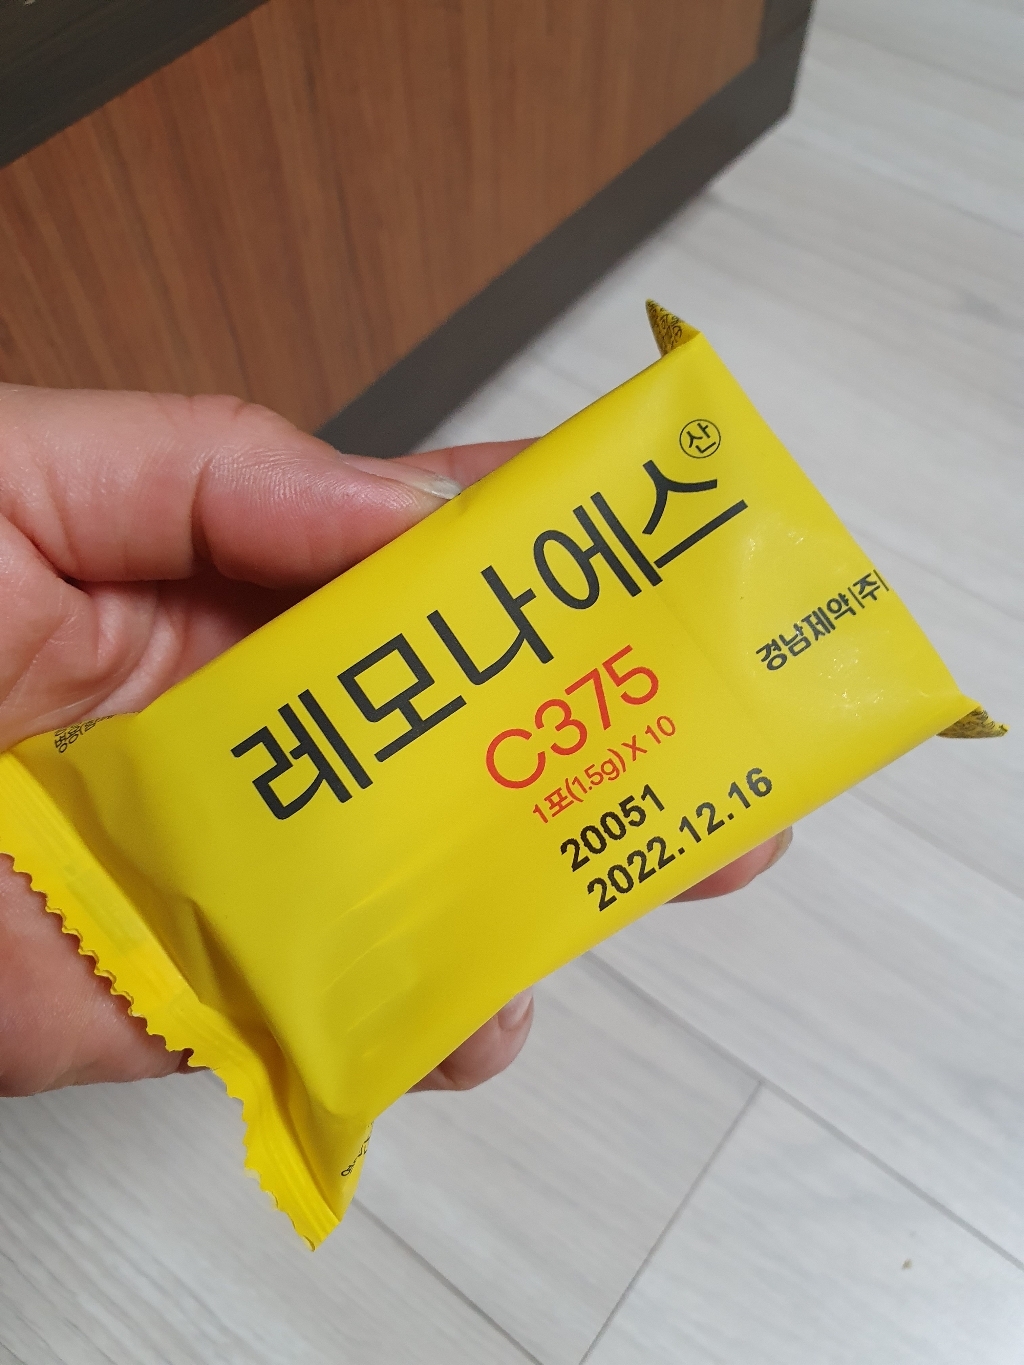 레모나에스산
C375
1포(1.5g) X 10
20051
2022.12.16
경남제약(주)